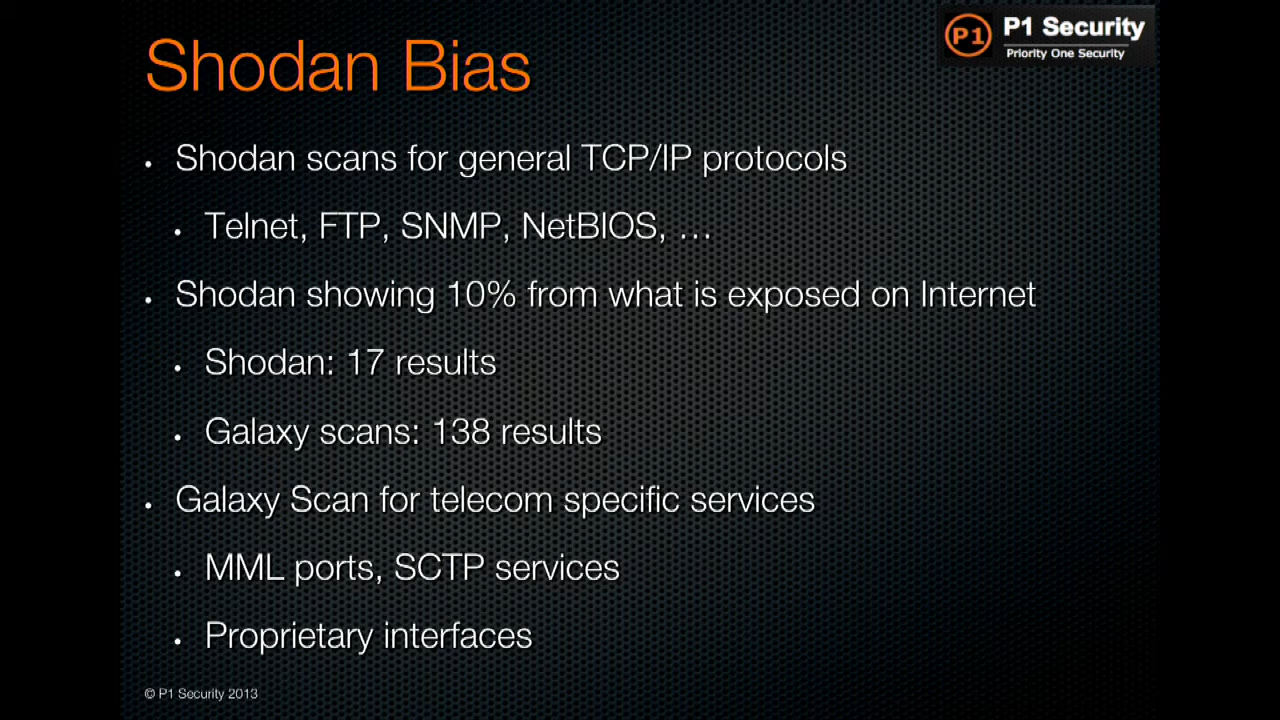 Shodan Bias
P1
P1 Security
Priority One Security
• Shodan scans for general TCP/IP protocols
• Telnet, FTP, SNMP, NetBIOS, …
• Shodan showing 10% from what is exposed on Internet
• Shodan: 17 results
• Galaxy scans: 138 results
• Galaxy Scan for telecom specific services
• MML ports, SCTP services
• Proprietary interfaces
© P1 Security 2013